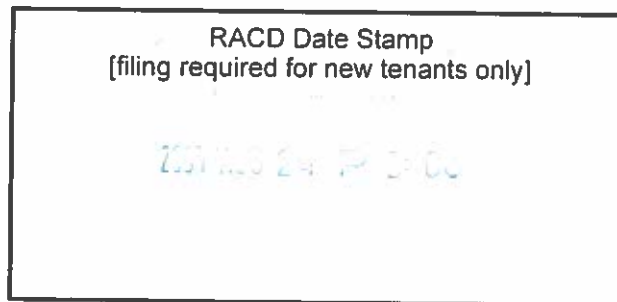 RACD Date Stamp
[filing required for new tenants only]